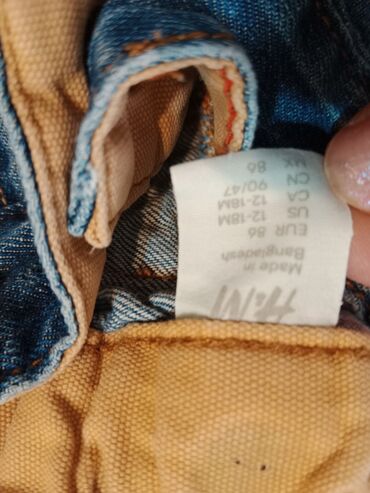 H&M
Made in
Bangladesh
EUR 86
US 12-18M
CA 12-18M
CN 90/47
MX 86